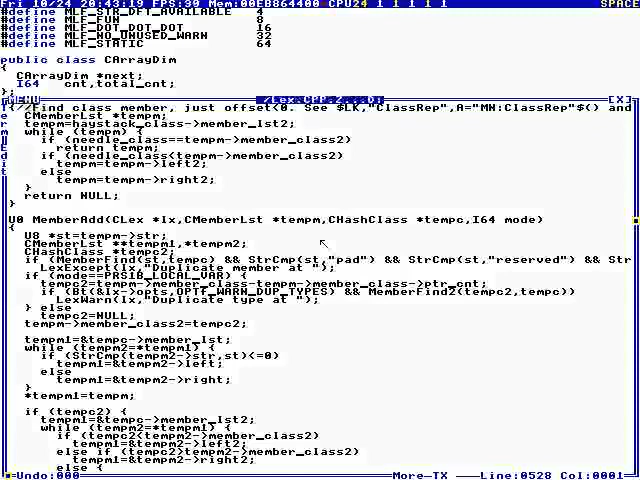 Fri 10/24 20:43:19 FPS:30 Mem:00EB864400 CPU24 1 1 1 1 1 SPACE
#define MLF_STR_DFT_AVAILABLE 4
#define MLF_FUN 8
#define MLF_DOT_DOT_DOT 16
#define MLF_NO_UNUSED_WARN 32
#define MLF_STATIC 64
public class CArrayDim
{
CArrayDim *next;
I64 cnt,total_cnt;
};
MENU /Lex.CPP.Z [X]
{//Find class member, just offset<0. See $LK,"ClassRep",A="MN:ClassRep"$() and
CMemberLst *tempm;
tempm=haystack_class->member_lst2;
while (tempm) {
if (needle_class==tempm->member_class2)
return tempm;
if (needle_class<tempm->member_class2)
tempm=tempm->left2;
else
tempm=tempm->right2;
}
return NULL;
}
U0 MemberAdd(CLex *lx,CMemberLst *tempm,CHashClass *tempc,I64 mode)
{
U8 *st=tempm->str;
CMemberLst **tempm1,*tempm2;
CHashClass *tempc2;
if (MemberFind(st,tempc) && StrCmp(st,"pad") && StrCmp(st,"reserved") && Str
LexExcept(lx,"Duplicate member at ");
if (mode==PRS1B_LOCAL_VAR) {
tempc2=tempm->member_class-tempm->member_class->ptr_cnt;
if (Bt(&lx->opts,OPTf_WARN_DUP_TYPES) && MemberFind2(tempc2,tempc))
LexWarn(lx,"Duplicate type at ");
} else
tempc2=NULL;
tempm->member_class2=tempc2;
tempm1=&tempc->member_lst;
while (tempm2=*tempm1) {
if (StrCmp(tempm2->str,st)<=0)
tempm1=&tempm2->left;
else
tempm1=&tempm2->right;
}
*tempm1=tempm;
if (tempc2) {
tempm1=&tempc->member_lst2;
while (tempm2=*tempm1) {
if (tempc2<tempm2->member_class2)
tempm1=&tempm2->left2;
else if (tempc2>tempm2->member_class2)
tempm1=&tempm2->right2;
else {
Undo:000 More-TX Line:0528 Col:0001